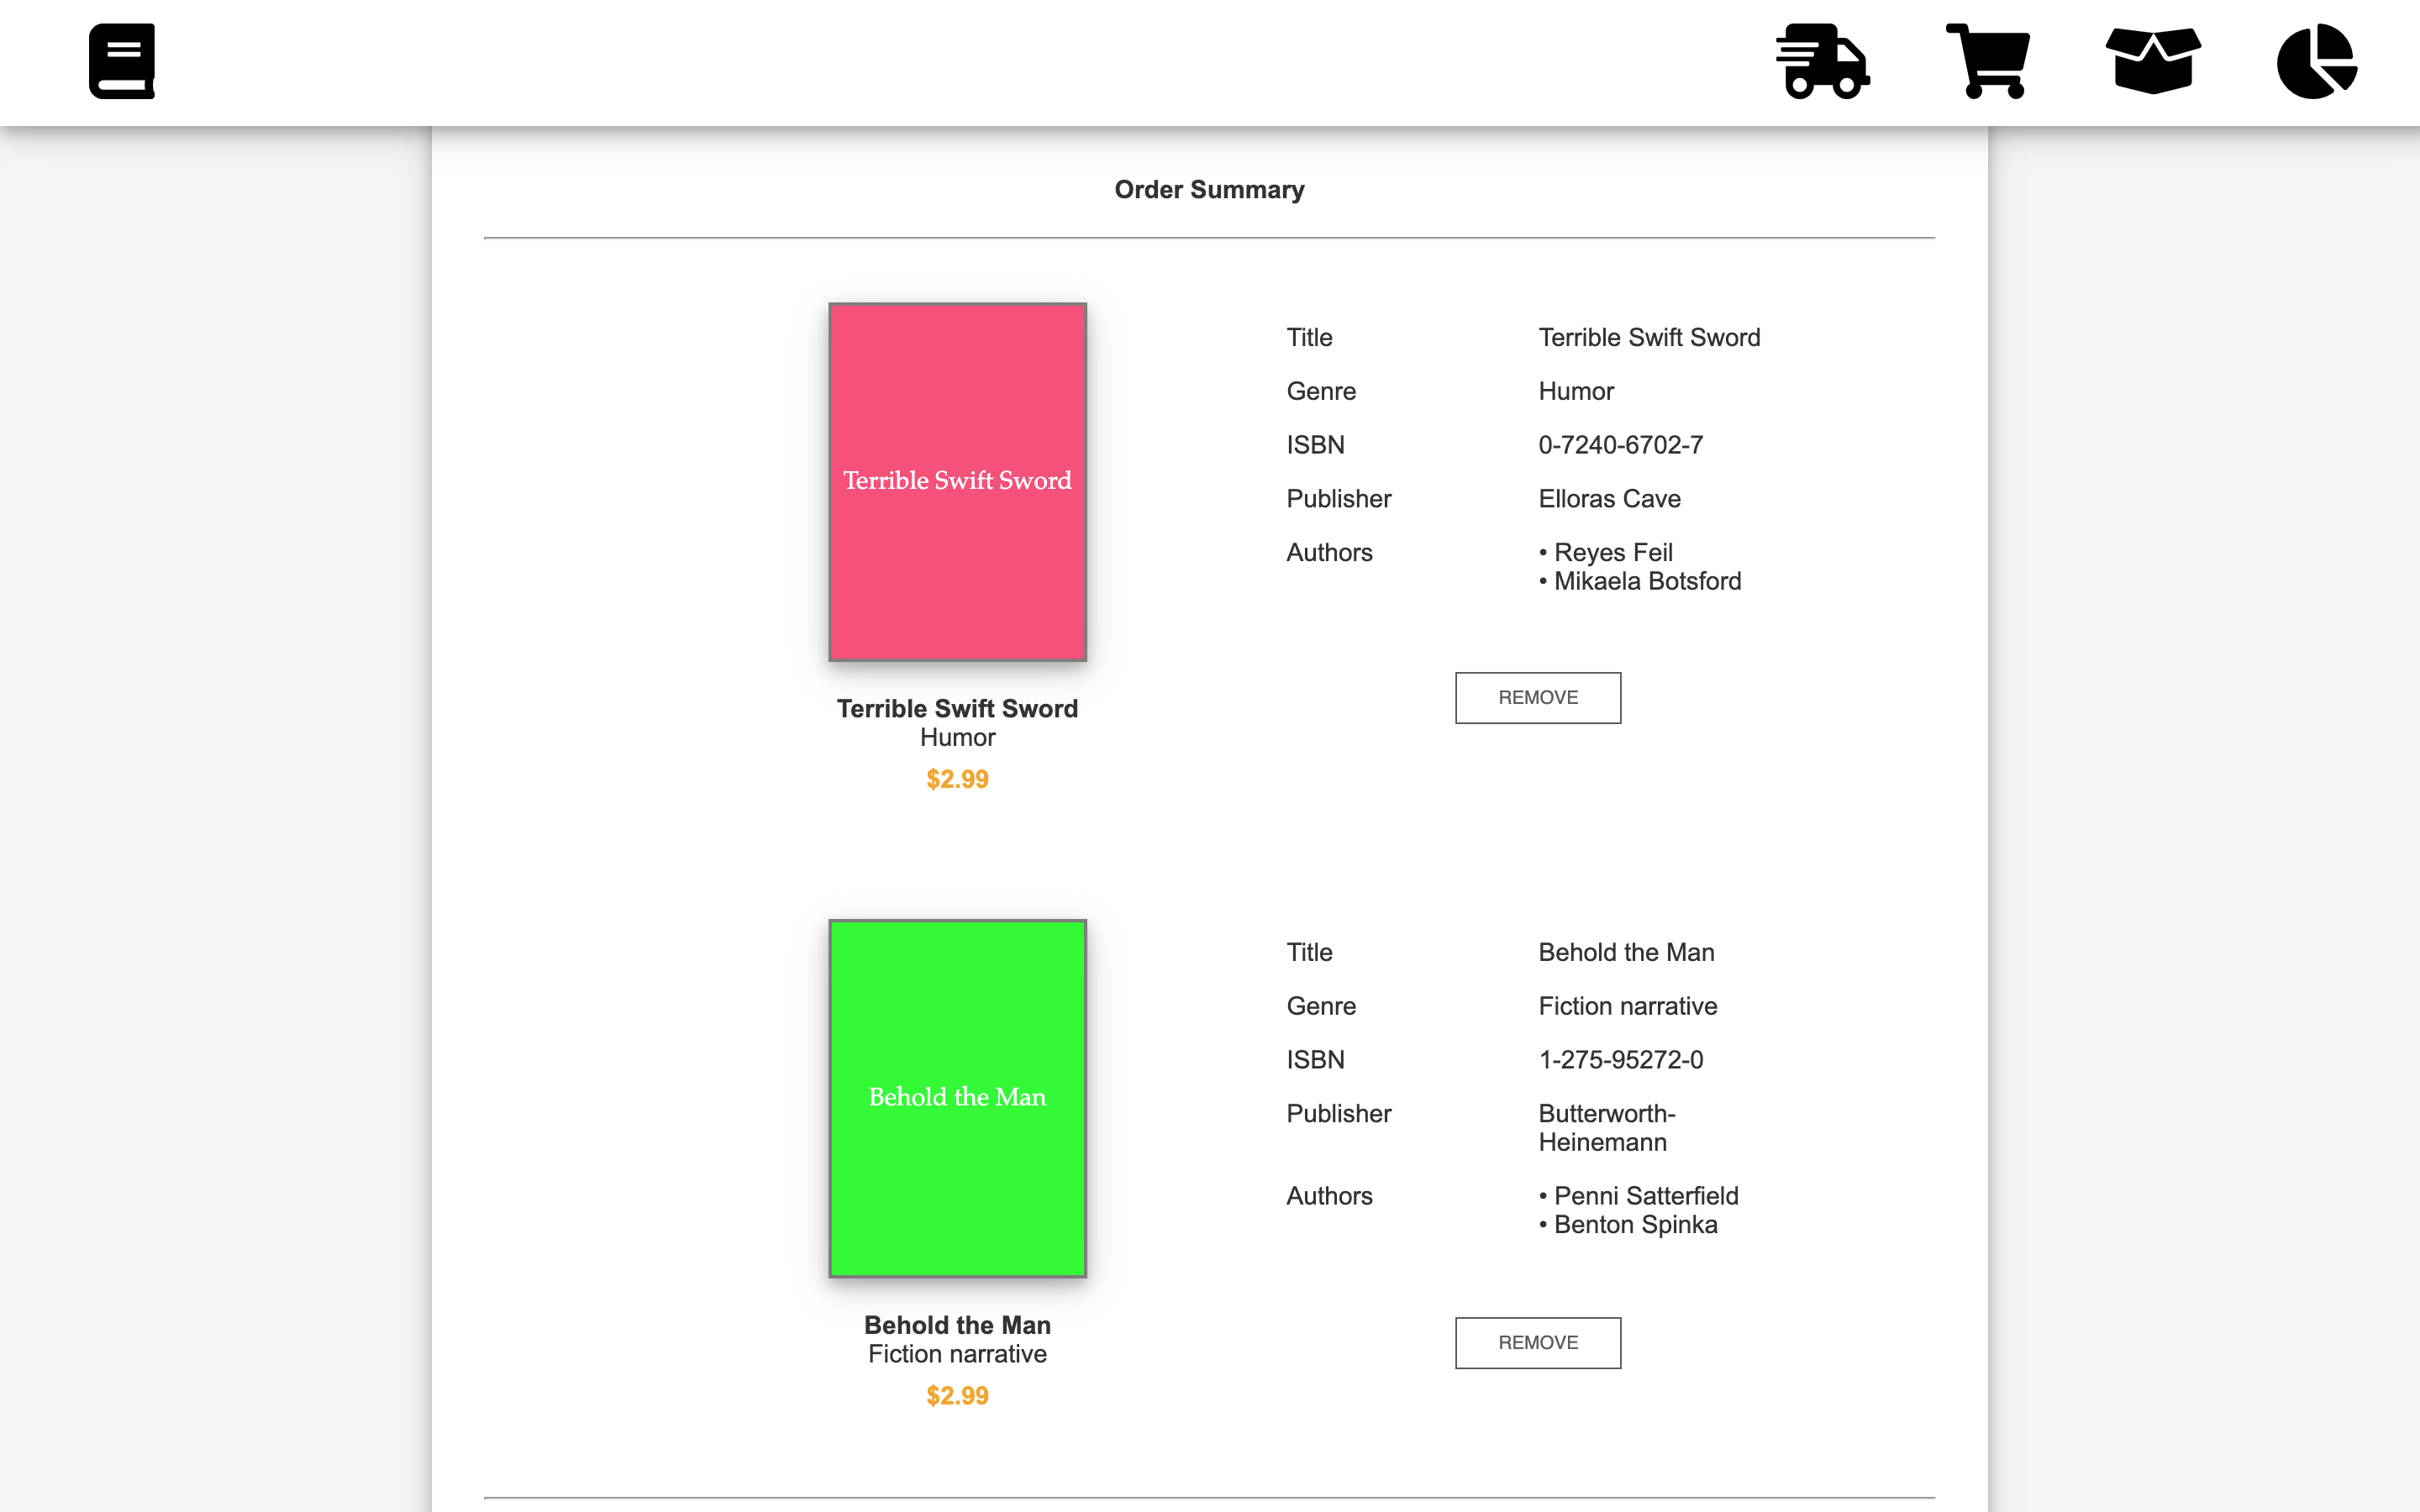 Order Summary
Terrible Swift Sword
Terrible Swift Sword
Humor
$2.99
Title Terrible Swift Sword
Genre Humor
ISBN 0-7240-6702-7
Publisher Elloras Cave
Authors • Reyes Feil
• Mikaela Botsford
REMOVE
Behold the Man
Behold the Man
Fiction narrative
$2.99
Title Behold the Man
Genre Fiction narrative
ISBN 1-275-95272-0
Publisher Butterworth-
Heinemann
Authors • Penni Satterfield
• Benton Spinka
REMOVE